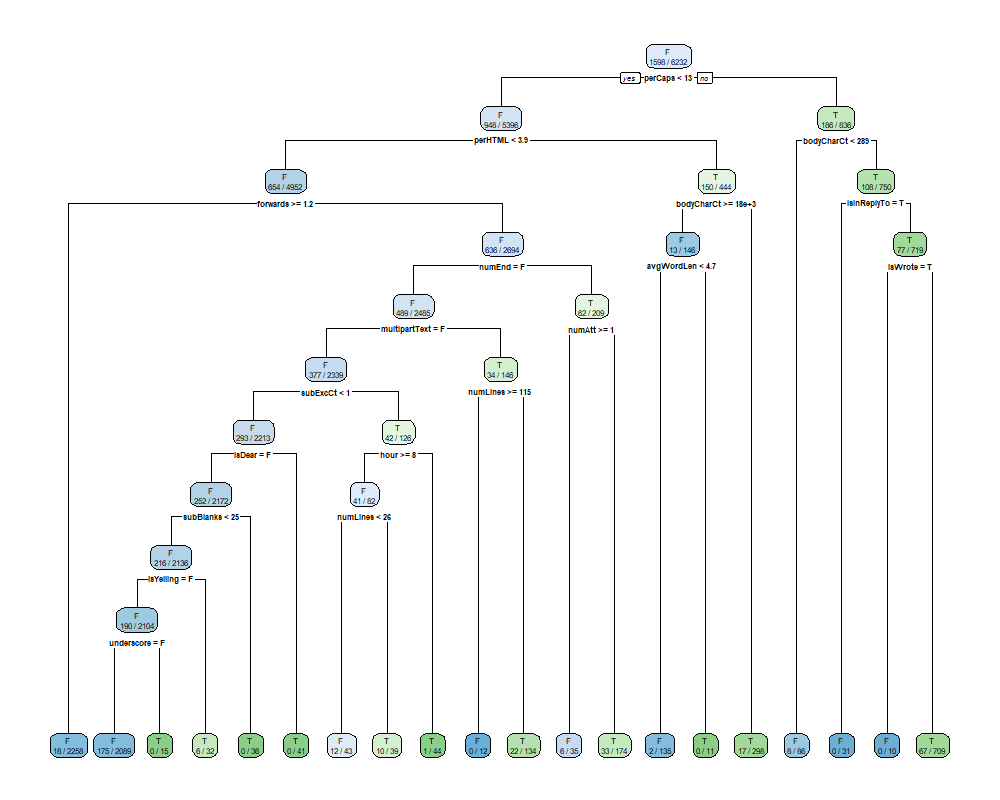 F
1598 / 6232
yes
perCaps < 13
no
F
948 / 5396
T
186 / 836
perHTML < 3.9
bodyCharCt < 289
F
654 / 4952
T
150 / 444
T
108 / 750
forwards >= 1.2
bodyCharCt >= 18e+3
isInReplyTo = T
F
636 / 2694
F
13 / 146
T
77 / 719
numEnd = F
avgWordLen < 4.7
isWrote = T
F
489 / 2485
T
62 / 209
multipartText = F
numAtt >= 1
F
377 / 2339
T
34 / 146
subExcCt < 1
numLines >= 115
F
293 / 2213
T
42 / 126
isDear = F
hour >= 8
F
252 / 2172
F
41 / 82
subBlanks < 25
numLines < 26
F
216 / 2136
isYelling = F
F
190 / 2104
underscore = F
F
18 / 2258
F
175 / 2089
T
0 / 15
T
6 / 32
T
0 / 36
T
0 / 41
F
12 / 43
T
10 / 39
T
1 / 44
F
0 / 12
T
22 / 134
F
6 / 35
T
33 / 174
F
2 / 135
T
0 / 11
T
17 / 298
F
8 / 86
F
0 / 31
F
0 / 10
T
67 / 709